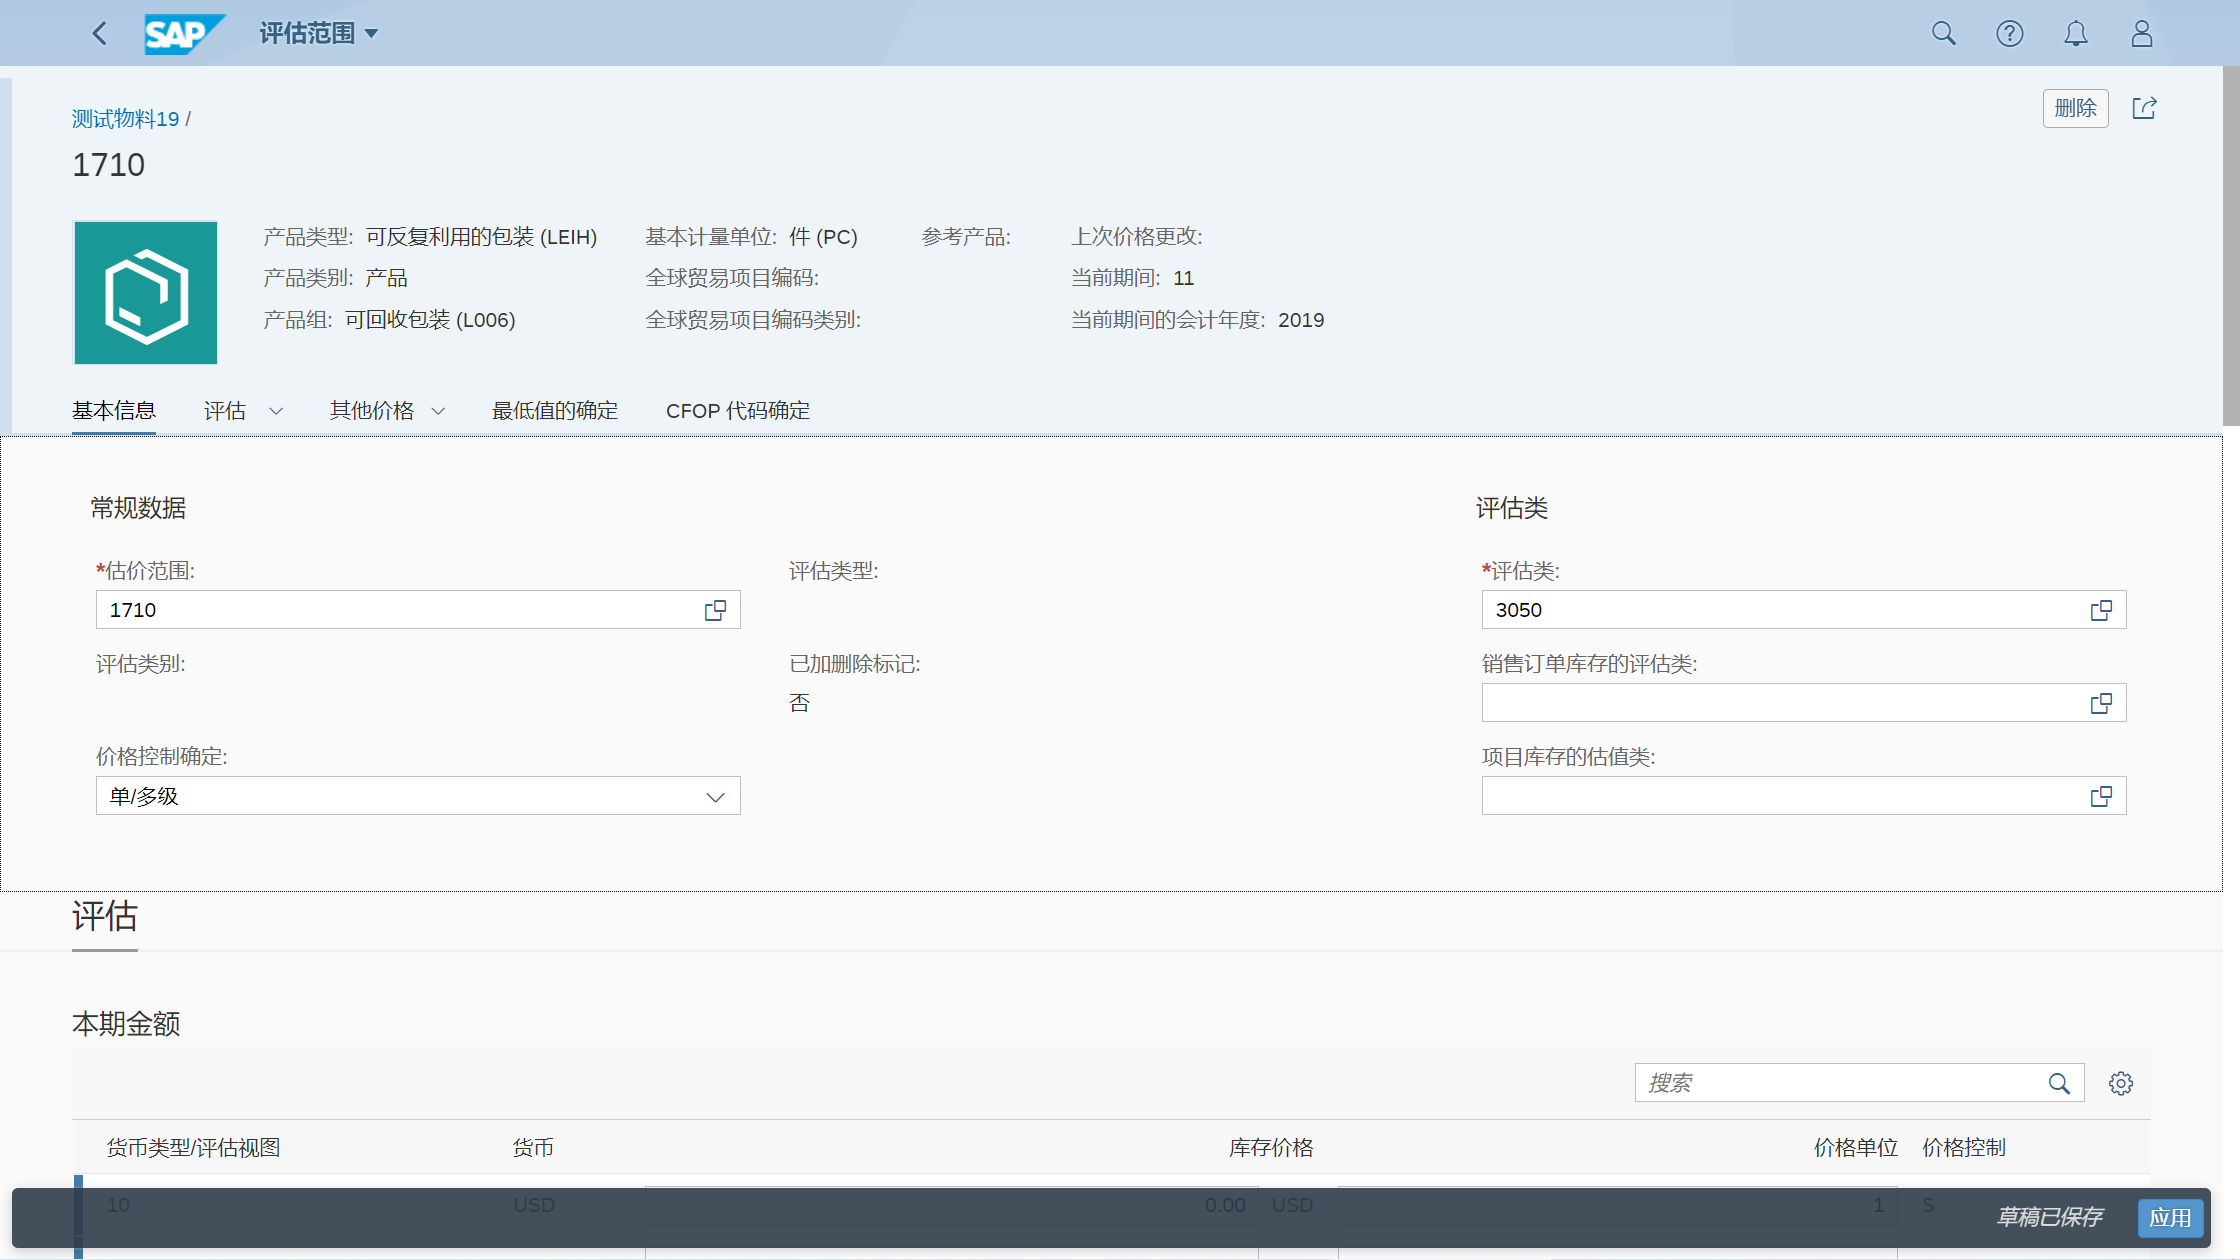 SAP 评估范围
测试物料19 /
删除
1710
产品类型: 可反复利用的包装 (LEIH) 基本计量单位: 件 (PC) 参考产品: 上次价格更改:
产品类别: 产品 全球贸易项目编码: 当前期间: 11
产品组: 可回收包装 (L006) 全球贸易项目编码类别: 当前期间的会计年度: 2019
基本信息 评估 其他价格 最低值的确定 CFOP 代码确定
常规数据 评估类
*估价范围: 评估类型: *评估类:
1710 3050
评估类别: 已加删除标记: 销售订单库存的评估类:
否
价格控制确定: 项目库存的估值类:
单/多级
评估
本期金额
搜索
货币类型/评估视图 货币 库存价格 价格单位 价格控制
10 USD 0.00 USD 1 S
草稿已保存 应用